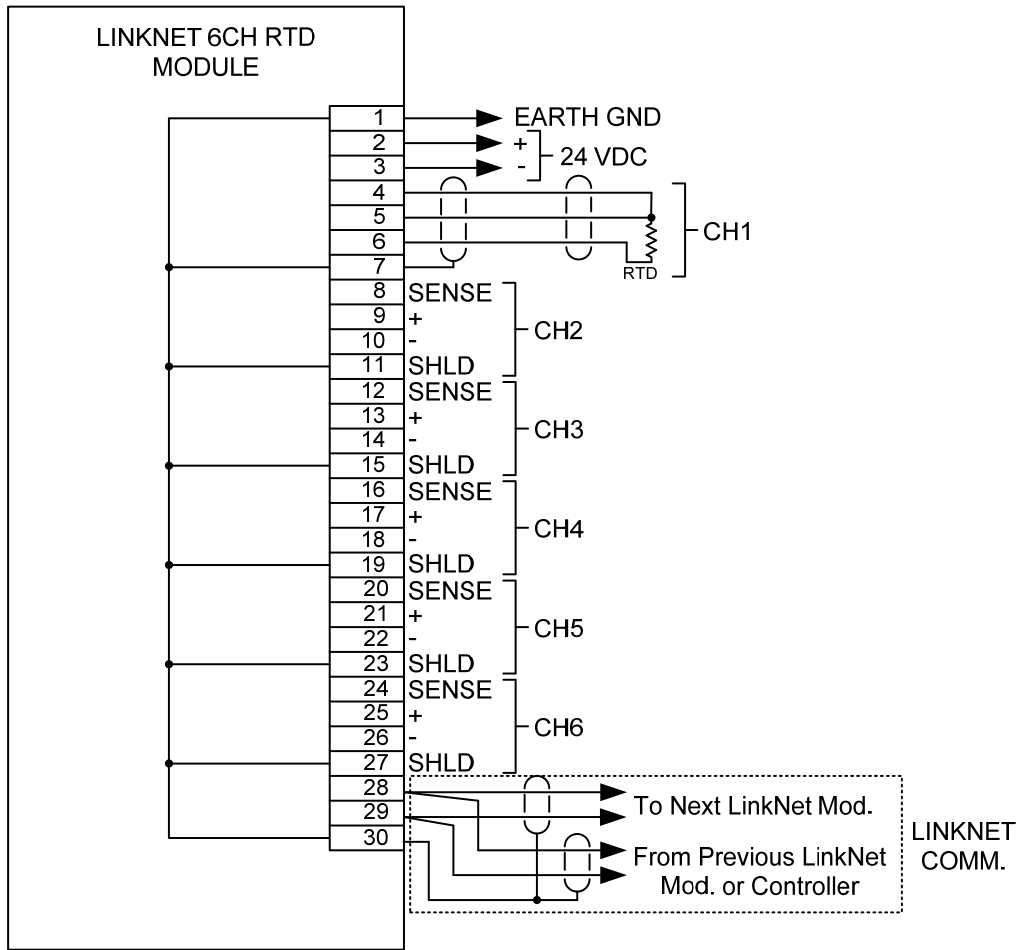 LINKNET 6CH RTD
MODULE
1 EARTH GND
2 +
24 VDC
3 -
4
5
CH1
6
7
RTD
8 SENSE
9 +
CH2
10 -
11 SHLD
12 SENSE
13 +
CH3
14 -
15 SHLD
16 SENSE
17 +
CH4
18 -
19 SHLD
20 SENSE
21 +
CH5
22 -
23 SHLD
24 SENSE
25 +
CH6
26 -
27 SHLD
28
To Next LinkNet Mod.
29
30
From Previous LinkNet
Mod. or Controller
LINKNET
COMM.